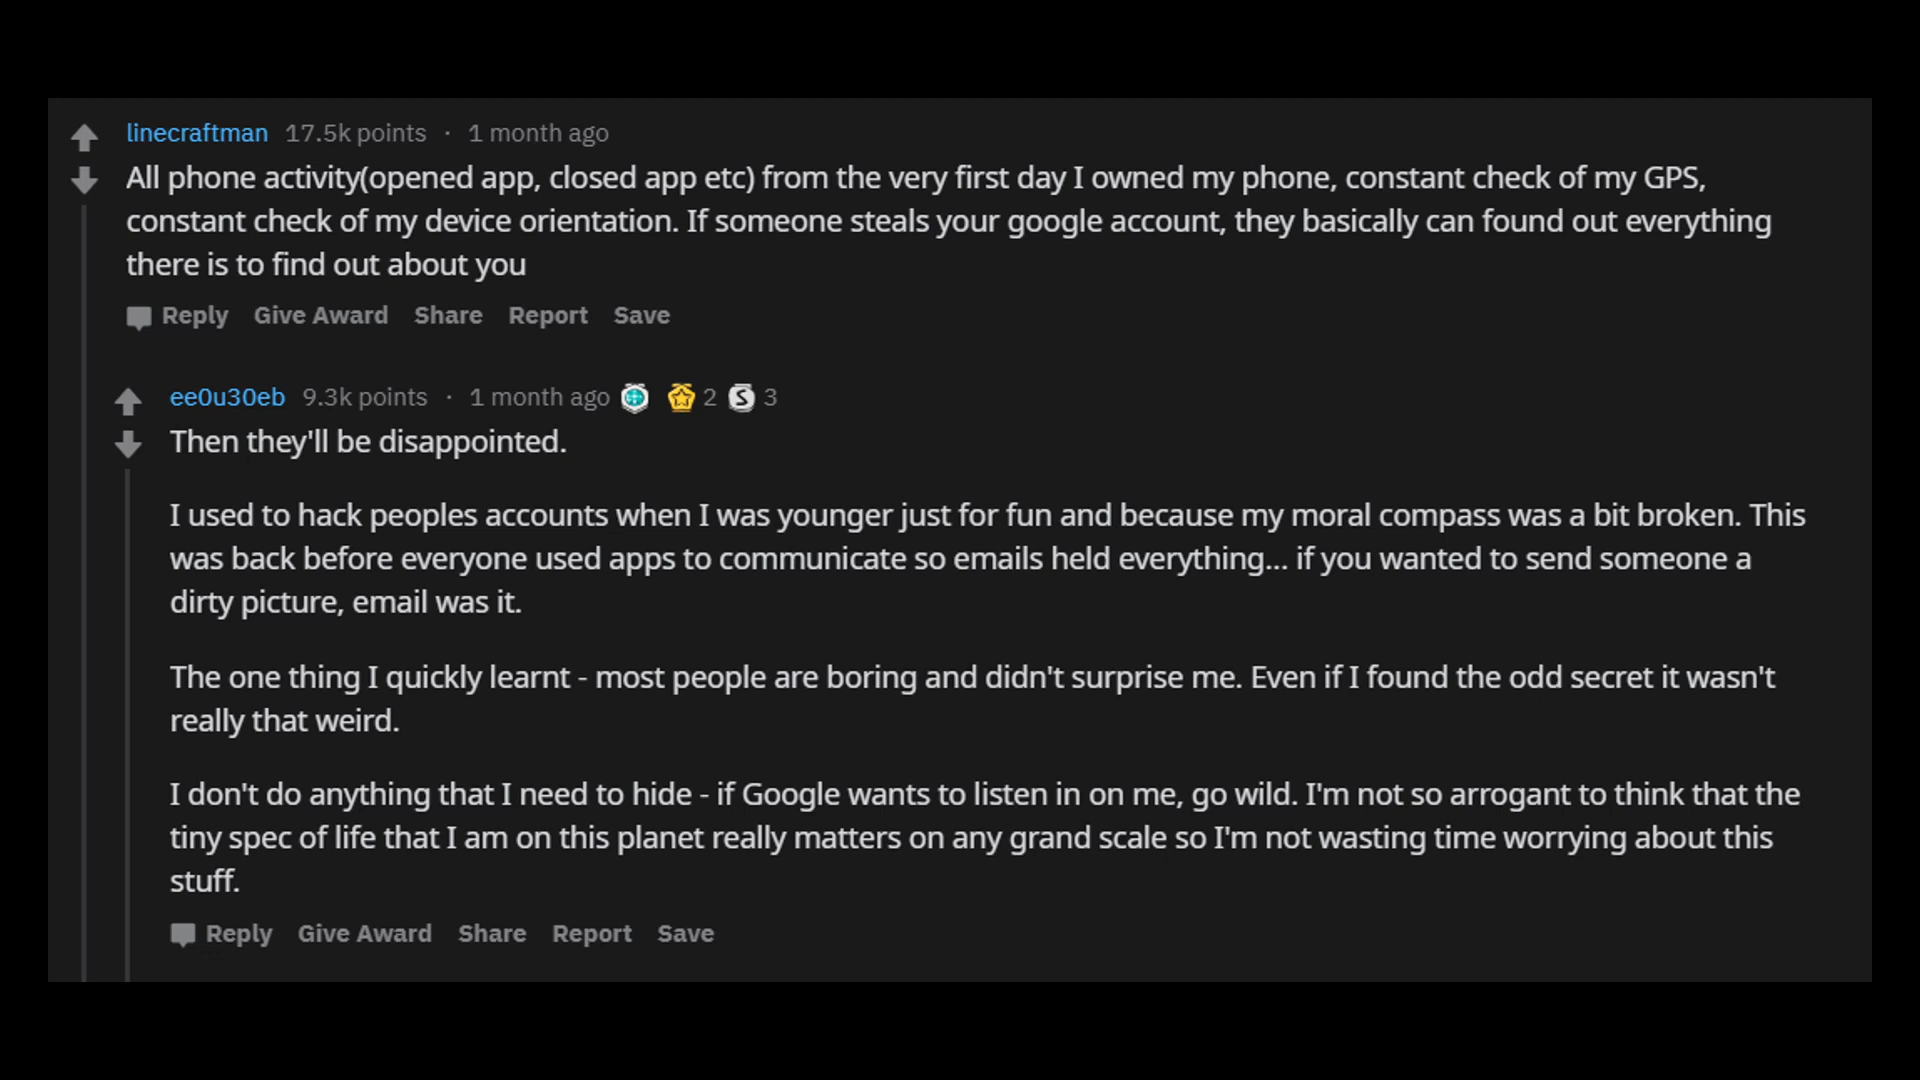 linecraftman 17.5k points · 1 month ago
All phone activity(opened app, closed app etc) from the very first day I owned my phone, constant check of my GPS,
constant check of my device orientation. If someone steals your google account, they basically can found out everything
there is to find out about you
Reply Give Award Share Report Save
ee0u30eb 9.3k points · 1 month ago 2 S 3
Then they'll be disappointed.
I used to hack peoples accounts when I was younger just for fun and because my moral compass was a bit broken. This
was back before everyone used apps to communicate so emails held everything... if you wanted to send someone a
dirty picture, email was it.
The one thing I quickly learnt - most people are boring and didn't surprise me. Even if I found the odd secret it wasn't
really that weird.
I don't do anything that I need to hide - if Google wants to listen in on me, go wild. I'm not so arrogant to think that the
tiny spec of life that I am on this planet really matters on any grand scale so I'm not wasting time worrying about this
stuff.
Reply Give Award Share Report Save